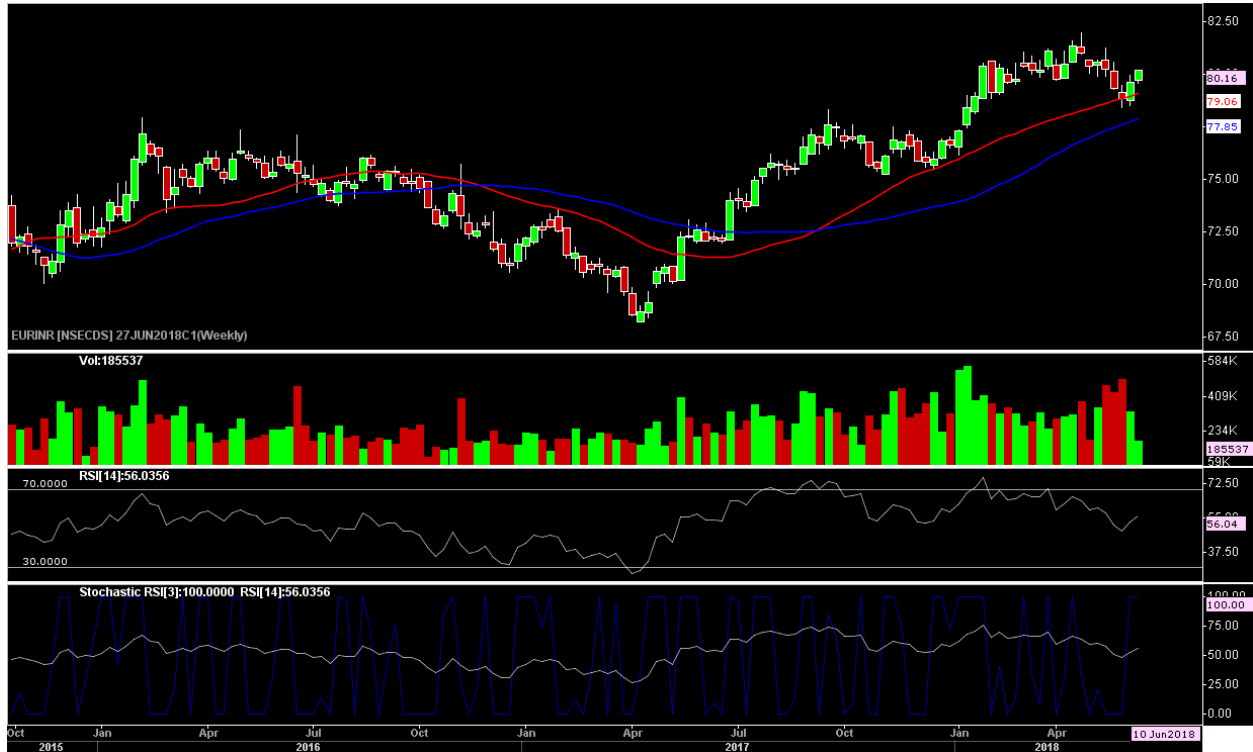 82.50
80.16
79.06
77.85
75.00
72.50
70.00
67.50
EURINR [NSECDS] 27JUN2018C1(Weekly)
Vol:185537
584K
409K
234K
185537
59K
RSI[14]:56.0356
70.0000
72.50
56.04
37.50
30.0000
Stochastic RSI[3]:100.0000 RSI[14]:56.0356
100.00
100.00
75.00
50.00
25.00
0.00
Oct Jan Apr Jul Oct Jan Apr Jul Oct Jan Apr 10Jun2018
2015 2016 2017 2018